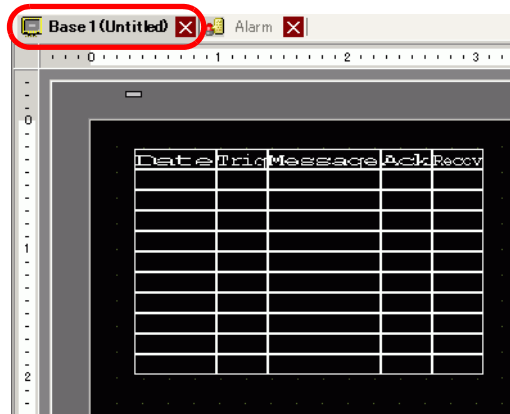 Base 1 (Untitled) Alarm
0 1 2 3
Date Trig Message Ack Recov
0
1
2